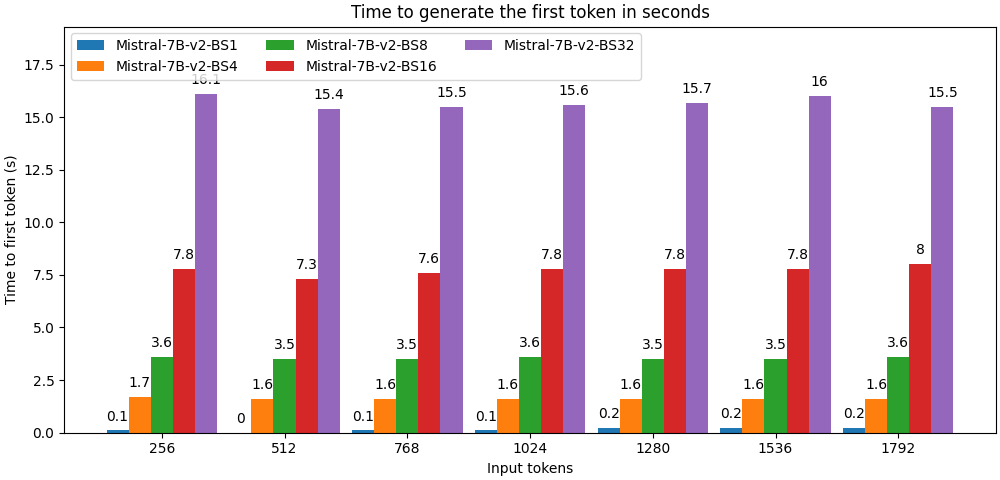 Time to generate the first token in seconds
Mistral-7B-v2-BS1 Mistral-7B-v2-BS8 Mistral-7B-v2-BS32
Mistral-7B-v2-BS4 Mistral-7B-v2-BS16
Time to first token (s)
17.5
15.0
12.5
10.0
7.5
5.0
2.5
0.0
0.1 1.7 3.6 7.8 16.1
0 1.6 3.5 7.3 15.4
0.1 1.6 3.5 7.6 15.5
0.1 1.6 3.6 7.8 15.6
0.2 1.6 3.5 7.8 15.7
0.2 1.6 3.5 7.8 16
0.2 1.6 3.6 8 15.5
256 512 768 1024 1280 1536 1792
Input tokens